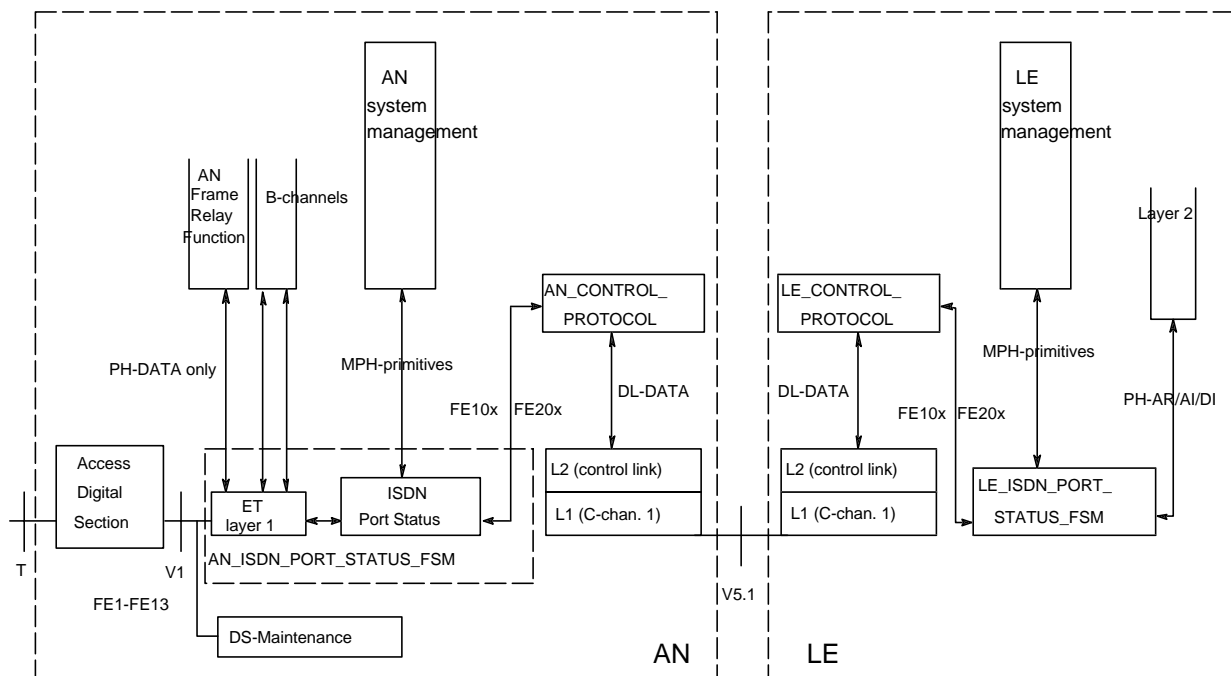 AN
system
management
LE
system
management
AN
Frame
Relay
Function
B-channels
Layer 2
AN_CONTROL_
PROTOCOL
LE_CONTROL_
PROTOCOL
PH-DATA only
MPH-primitives
FE10x
FE20x
DL-DATA
DL-DATA
FE10x
FE20x
MPH-primitives
PH-AR/AI/DI
Access
Digital
Section
ET
layer 1
ISDN
Port Status
L2 (control link)
L1 (C-chan. 1)
L2 (control link)
L1 (C-chan. 1)
LE_ISDN_PORT_
STATUS_FSM
AN_ISDN_PORT_STATUS_FSM
T
V1
FE1-FE13
V5.1
DS-Maintenance
AN
LE